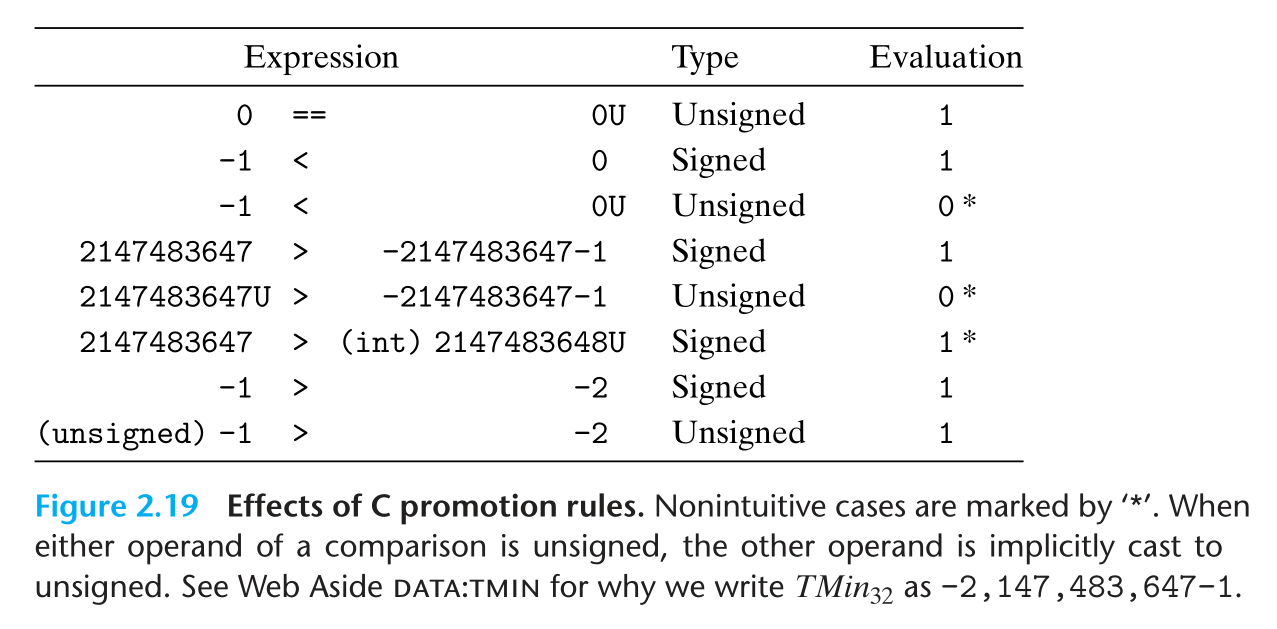 Expression Type Evaluation
0 == 0U Unsigned 1
-1 < 0 Signed 1
-1 < 0U Unsigned 0 *
2147483647 > -2147483647-1 Signed 1
2147483647U > -2147483647-1 Unsigned 0 *
2147483647 > (int) 2147483648U Signed 1 *
-1 > -2 Signed 1
(unsigned) -1 > -2 Unsigned 1
Figure 2.19 Effects of C promotion rules. Nonintuitive cases are marked by ‘*’. When
either operand of a comparison is unsigned, the other operand is implicitly cast to
unsigned. See Web Aside DATA:TMIN for why we write TMin32 as -2,147,483,647-1.